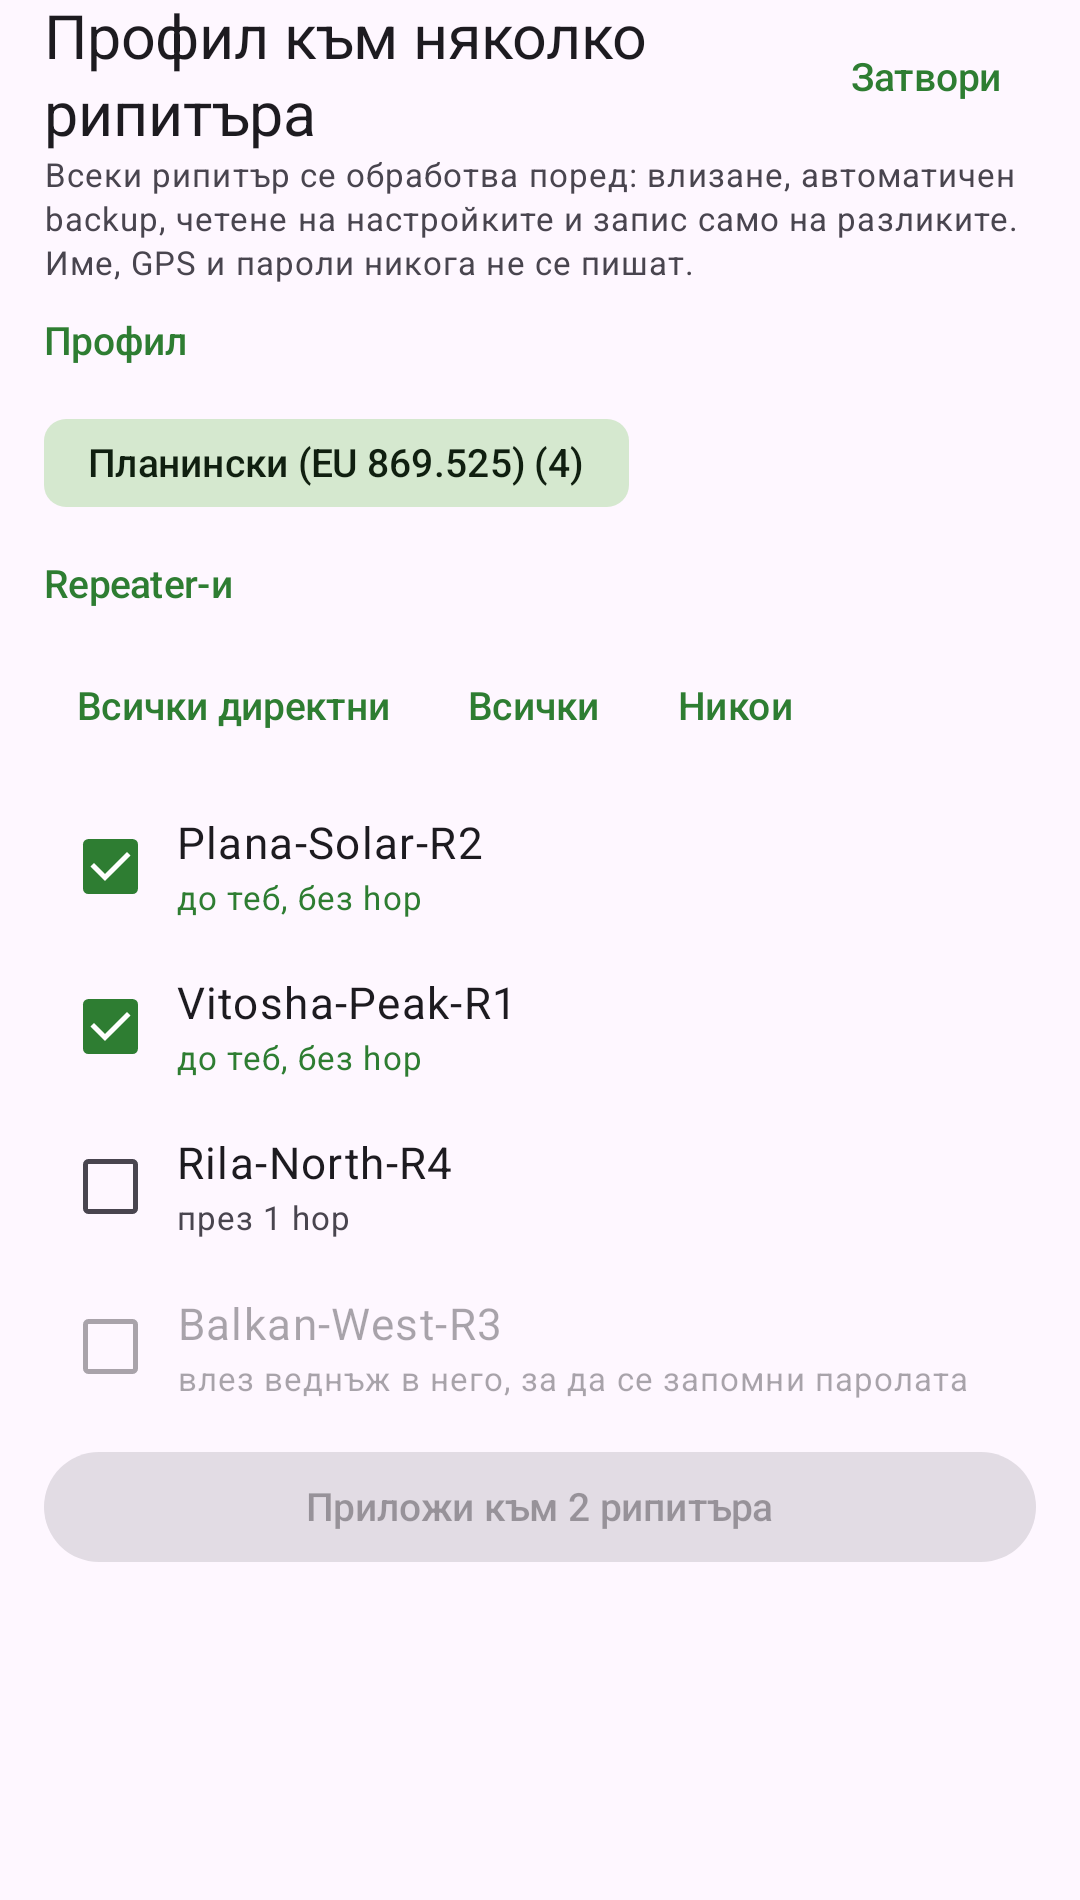 Профил към няколко
рипитъра
Затвори
Всеки рипитър се обработва поред: влизане, автоматичен
backup, четене на настройките и запис само на разликите.
Име, GPS и пароли никога не се пишат.
Профил
Планински (EU 869.525) (4)
Repeater-и
Всички директни Всички Никои
Plana-Solar-R2
до теб, без hop
Vitosha-Peak-R1
до теб, без hop
Rila-North-R4
през 1 hop
Balkan-West-R3
влез веднъж в него, за да се запомни паролата
Приложи към 2 рипитъра